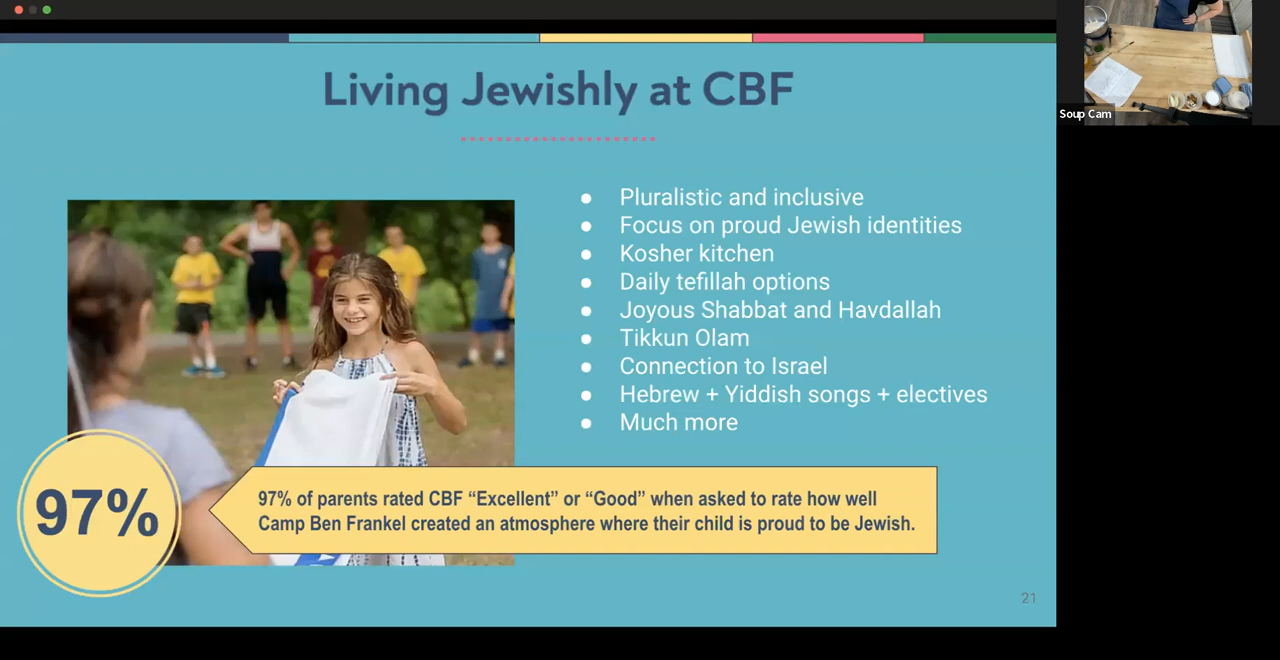 Living Jewishly at CBF
● Pluralistic and inclusive
● Focus on proud Jewish identities
● Kosher kitchen
● Daily tefillah options
● Joyous Shabbat and Havdallah
● Tikkun Olam
● Connection to Israel
● Hebrew + Yiddish songs + electives
● Much more
97%
97% of parents rated CBF “Excellent” or “Good” when asked to rate how well
Camp Ben Frankel created an atmosphere where their child is proud to be Jewish.
21
Soup Cam